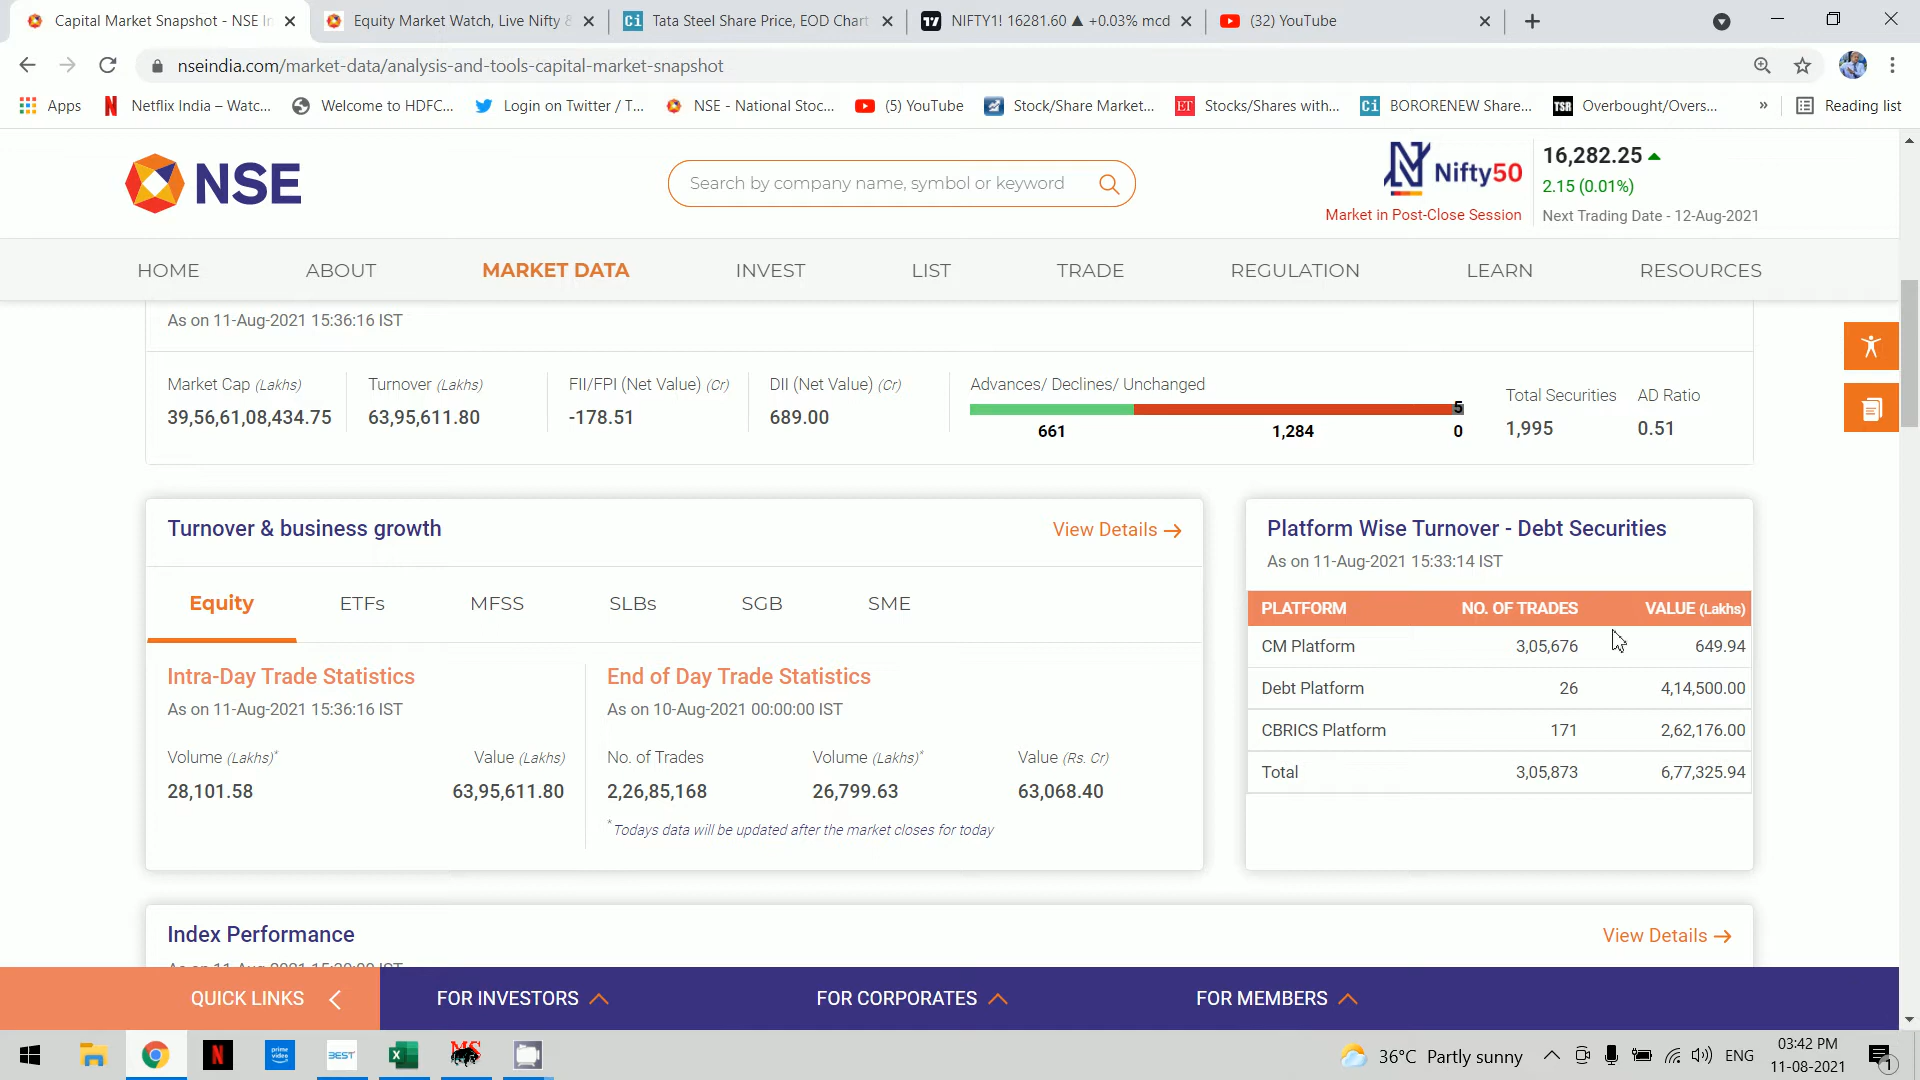 Capital Market Snapshot - NSE In
Equity Market Watch, Live Nifty &
Tata Steel Share Price, EOD Chart
NIFTY1! 16281.60 ▲ +0.03% mcd
(32) YouTube
nseindia.com/market-data/analysis-and-tools-capital-market-snapshot
Apps
Netflix India – Watc...
Welcome to HDFC...
Login on Twitter / T...
NSE - National Stoc...
(5) YouTube
Stock/Share Market...
ET Stocks/Shares with...
Ci BORORENEW Share...
TSR Overbought/Overs...
»
Reading list
NSE
Search by company name, symbol or keyword
Nifty50
16,282.25
2.15 (0.01%)
Market in Post-Close Session
Next Trading Date - 12-Aug-2021
HOME
ABOUT
MARKET DATA
INVEST
LIST
TRADE
REGULATION
LEARN
RESOURCES
As on 11-Aug-2021 15:36:16 IST
Market Cap (Lakhs)
39,56,61,08,434.75
Turnover (Lakhs)
63,95,611.80
FII/FPI (Net Value) (Cr)
-178.51
DII (Net Value) (Cr)
689.00
Advances/ Declines/ Unchanged
5
661
1,284
0
Total Securities
1,995
AD Ratio
0.51
Turnover & business growth
View Details →
Equity
ETFs
MFSS
SLBs
SGB
SME
Intra-Day Trade Statistics
As on 11-Aug-2021 15:36:16 IST
Volume (Lakhs)*
28,101.58
Value (Lakhs)
63,95,611.80
End of Day Trade Statistics
As on 10-Aug-2021 00:00:00 IST
No. of Trades
2,26,85,168
Volume (Lakhs)*
26,799.63
Value (Rs. Cr)
63,068.40
*Todays data will be updated after the market closes for today
Platform Wise Turnover - Debt Securities
As on 11-Aug-2021 15:33:14 IST
PLATFORM NO. OF TRADES VALUE (Lakhs)
CM Platform 3,05,676 649.94
Debt Platform 26 4,14,500.00
CBRICS Platform 171 2,62,176.00
Total 3,05,873 6,77,325.94
Index Performance
View Details →
QUICK LINKS
FOR INVESTORS
FOR CORPORATES
FOR MEMBERS
prime video
BEST
MS
36°C Partly sunny
ENG
03:42 PM
11-08-2021
1